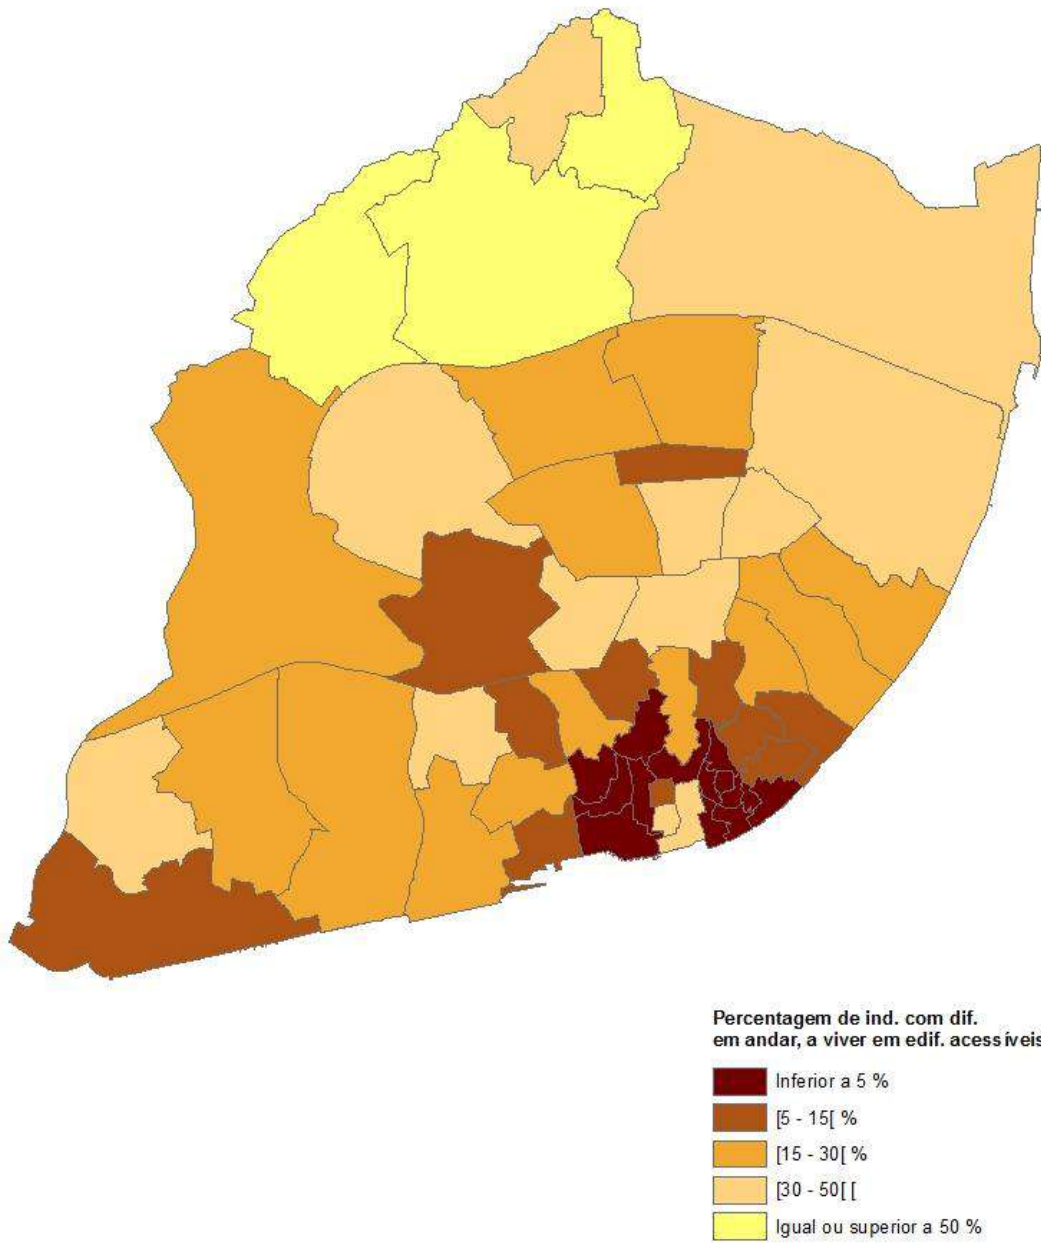 Percentagem de ind. com dif.
em andar, a viver em edif. acessíveis
Inferior a 5 %
[5 - 15[ %
[15 - 30[ %
[30 - 50[ [
Igual ou superior a 50 %